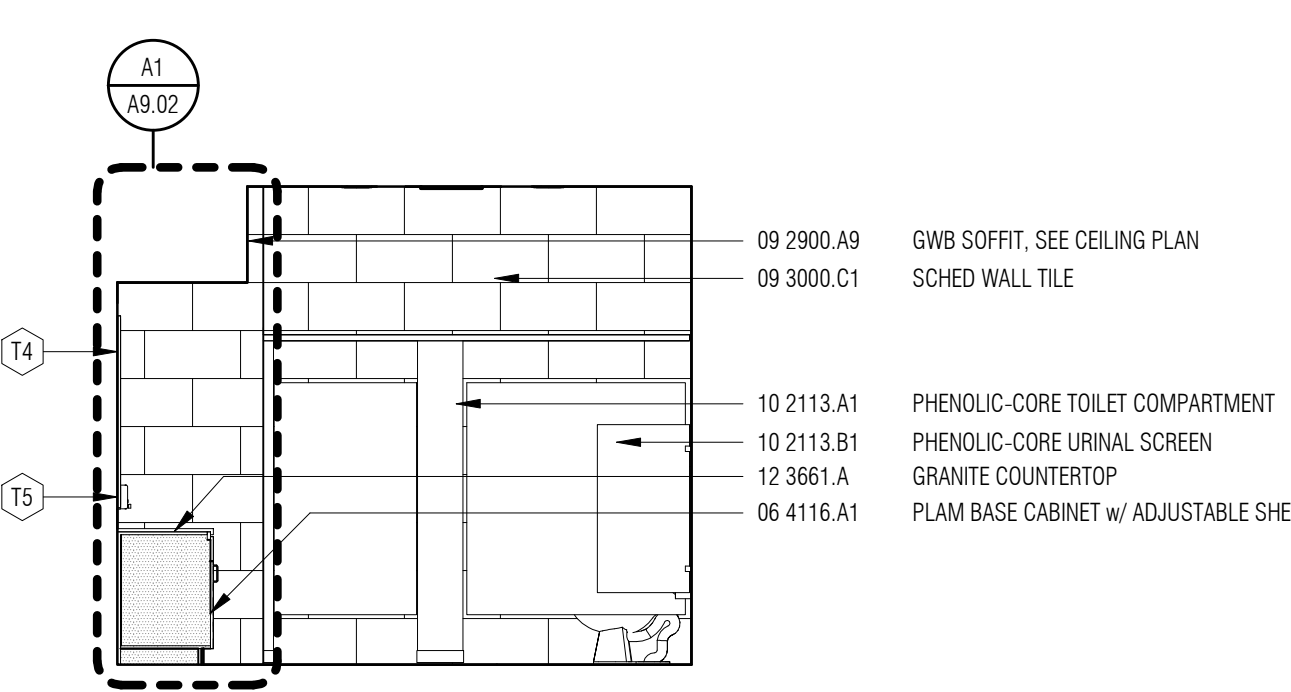 A1
A9.02
09 2900.A9 GWB SOFFIT, SEE CEILING PLAN
09 3000.C1 SCHED WALL TILE
T4
10 2113.A1 PHENOLIC-CORE TOILET COMPARTMENT
10 2113.B1 PHENOLIC-CORE URINAL SCREEN
12 3661.A GRANITE COUNTERTOP
T5
06 4116.A1 PLAM BASE CABINET w/ ADJUSTABLE SHE